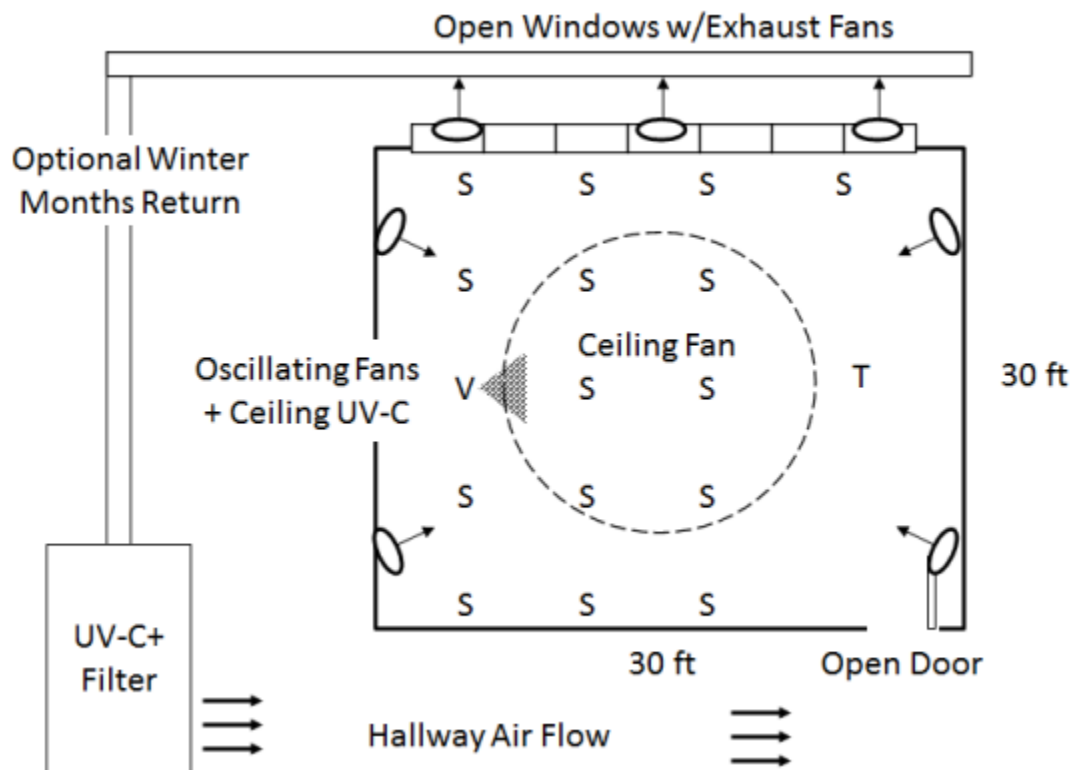 Open Windows w/Exhaust Fans
Optional Winter
Months Return
S S S S
S S S
Ceiling Fan
Oscillating Fans
+ Ceiling UV-C
V S S T
30 ft
S S S
S S S
UV-C+
Filter
30 ft
Open Door
Hallway Air Flow